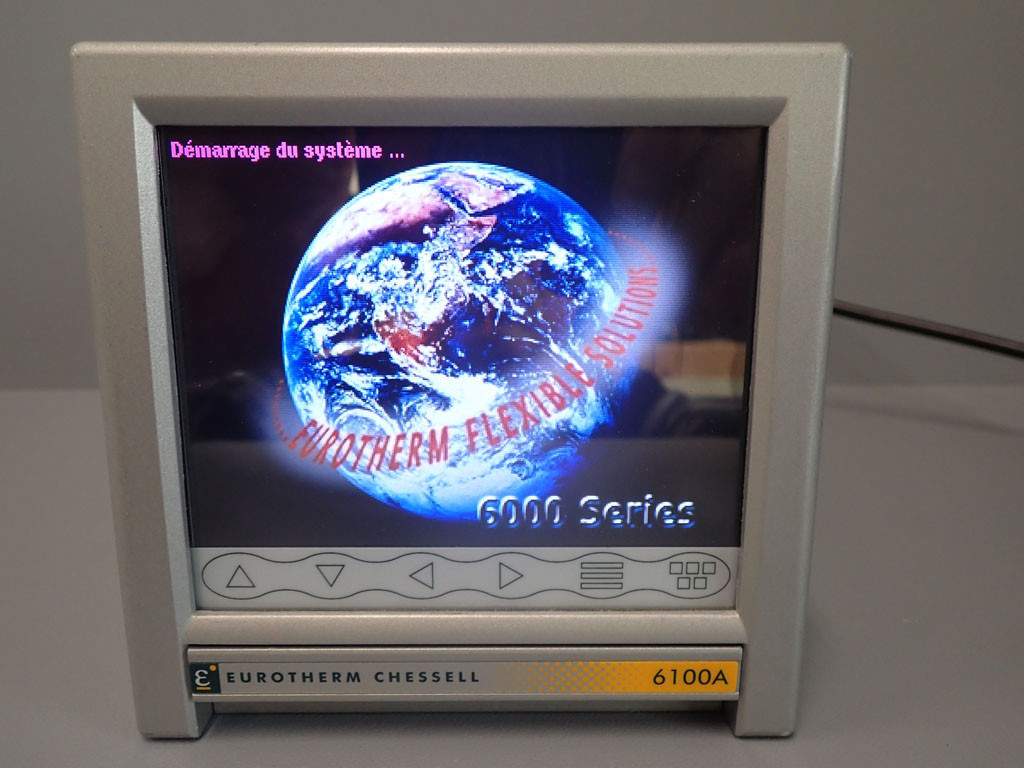 Démarrage du système ...
...EUROTHERM FLEXIBLE SOLUTIONS...
6000 Series
ε EUROTHERM CHESSELL 6100A